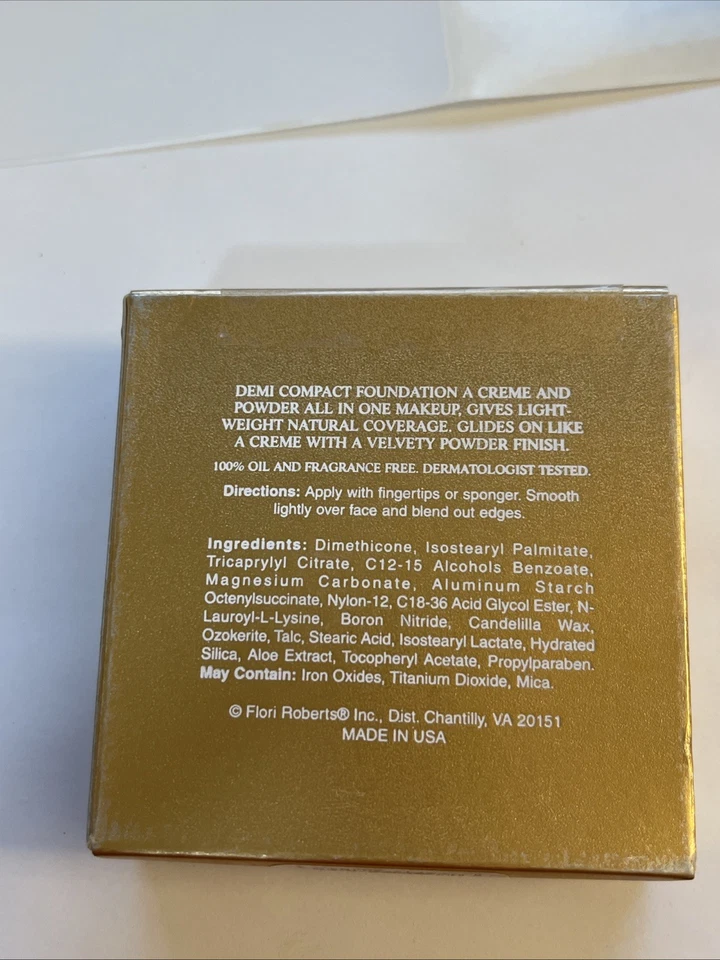 DEMI COMPACT FOUNDATION A CREME AND
POWDER ALL IN ONE MAKEUP, GIVES LIGHT-
WEIGHT NATURAL COVERAGE. GLIDES ON LIKE
A CREME WITH A VELVETY POWDER FINISH.
100% OIL AND FRAGRANCE FREE. DERMATOLOGIST TESTED.
Directions: Apply with fingertips or sponger. Smooth
lightly over face and blend out edges.
Ingredients: Dimethicone, Isostearyl Palmitate,
Tricaprylyl Citrate, C12-15 Alcohols Benzoate,
Magnesium Carbonate, Aluminum Starch
Octenylsuccinate, Nylon-12, C18-36 Acid Glycol Ester, N-
Lauroyl-L-Lysine, Boron Nitride, Candelilla Wax,
Ozokerite, Talc, Stearic Acid, Isostearyl Lactate, Hydrated
Silica, Aloe Extract, Tocopheryl Acetate, Propylparaben.
May Contain: Iron Oxides, Titanium Dioxide, Mica.
© Flori Roberts® Inc., Dist. Chantilly, VA 20151
MADE IN USA